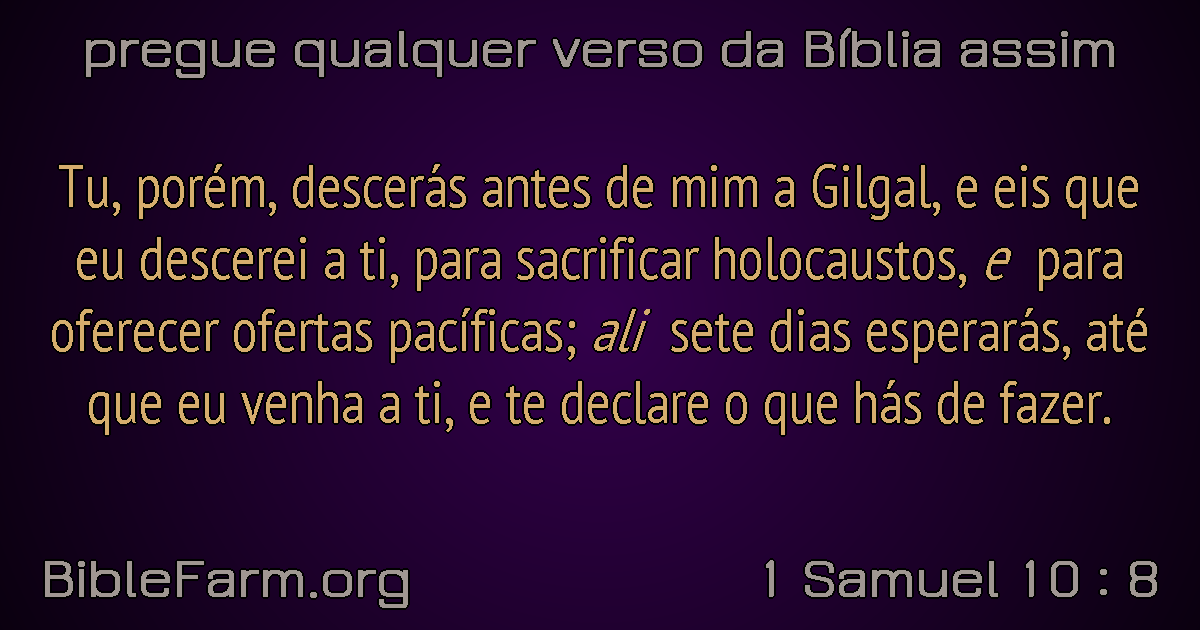 pregue qualquer verso da Bíblia assim
Tu, porém, descerás antes de mim a Gilgal, e eis que
eu descerei a ti, para sacrificar holocaustos, e para
oferecer ofertas pacíficas; ali sete dias esperarás, até
que eu venha a ti, e te declare o que hás de fazer.
BibleFarm.org
1 Samuel 10 : 8